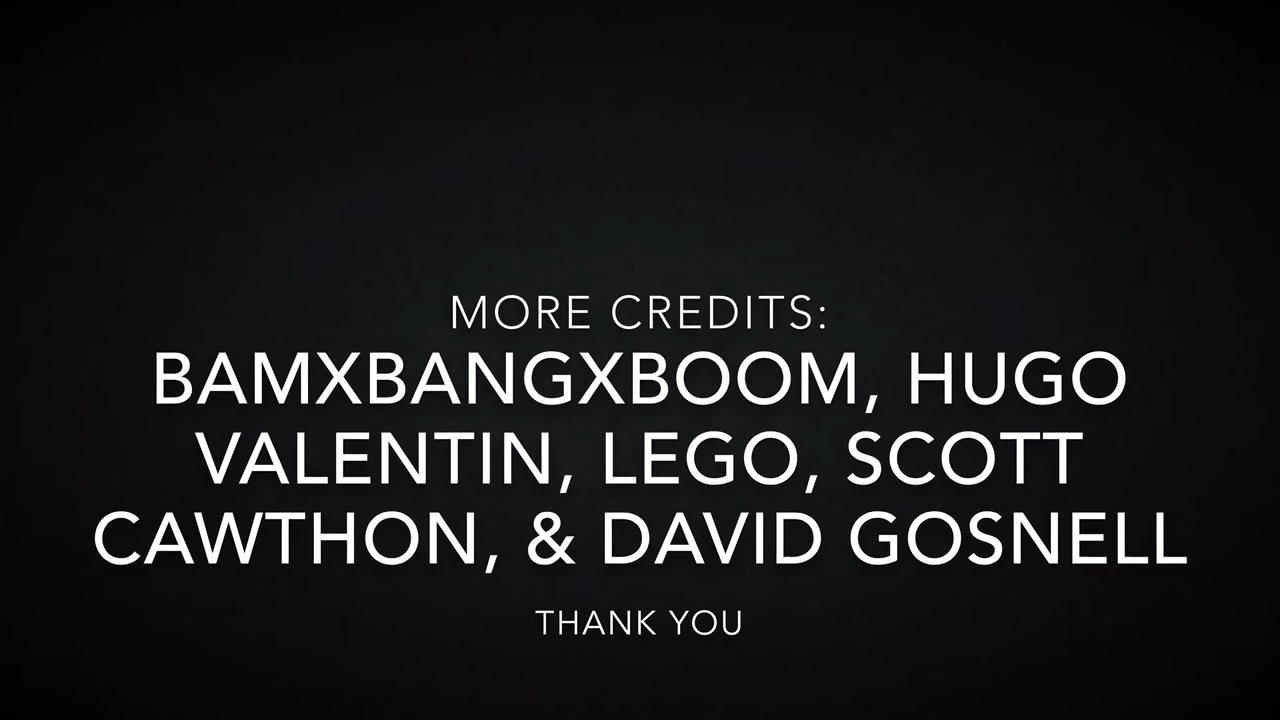 MORE CREDITS:
BAMXBANGXBOOM, HUGO
VALENTIN, LEGO, SCOTT
CAWTHON, & DAVID GOSNELL
THANK YOU